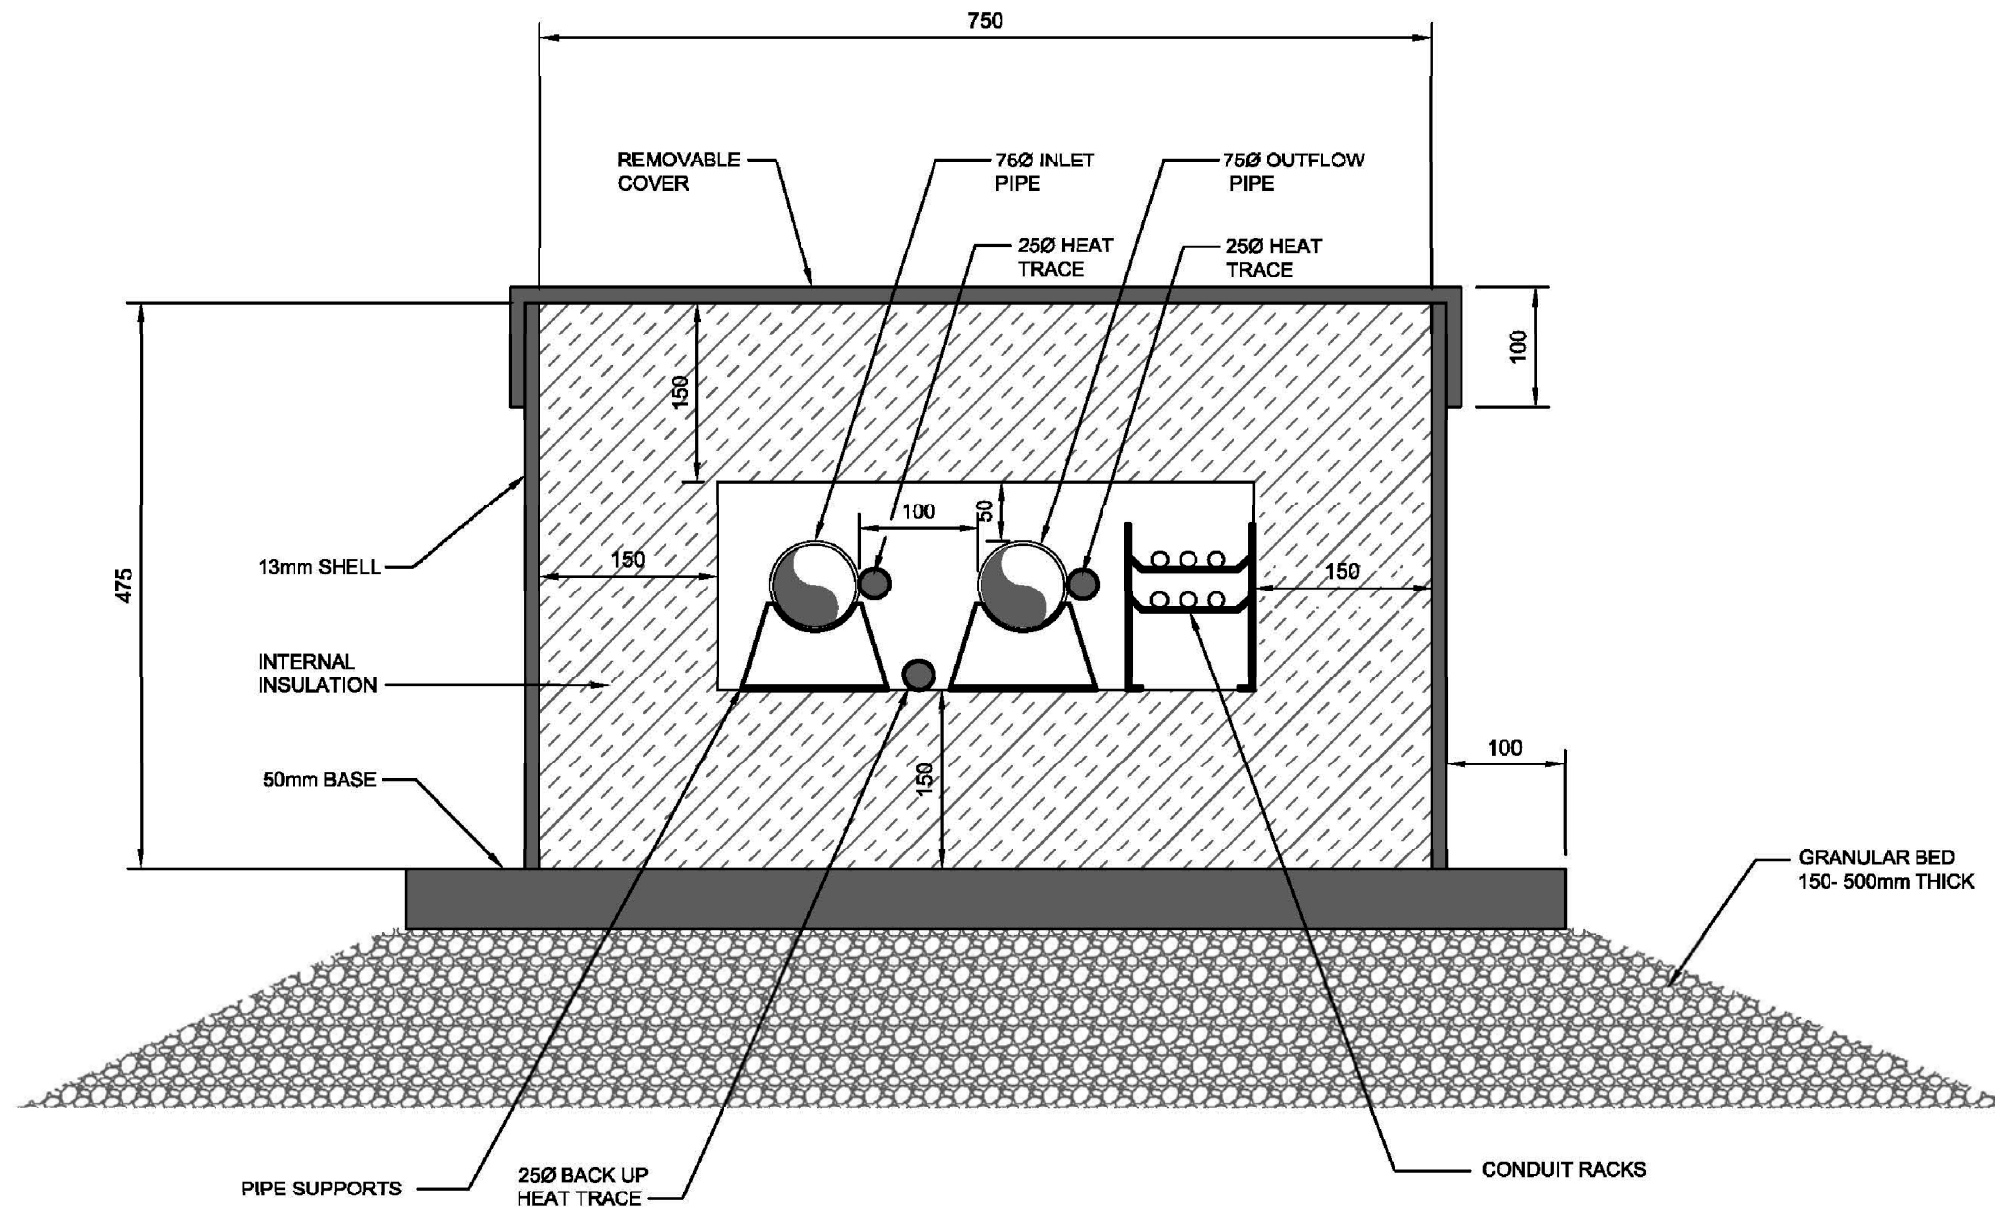 750
REMOVABLE
COVER
75Ø INLET
PIPE
75Ø OUTFLOW
PIPE
25Ø HEAT
TRACE
25Ø HEAT
TRACE
100
150
50
100
150
150
13mm SHELL
475
INTERNAL
INSULATION
50mm BASE
150
100
GRANULAR BED
150- 500mm THICK
PIPE SUPPORTS
25Ø BACK UP
HEAT TRACE
CONDUIT RACKS